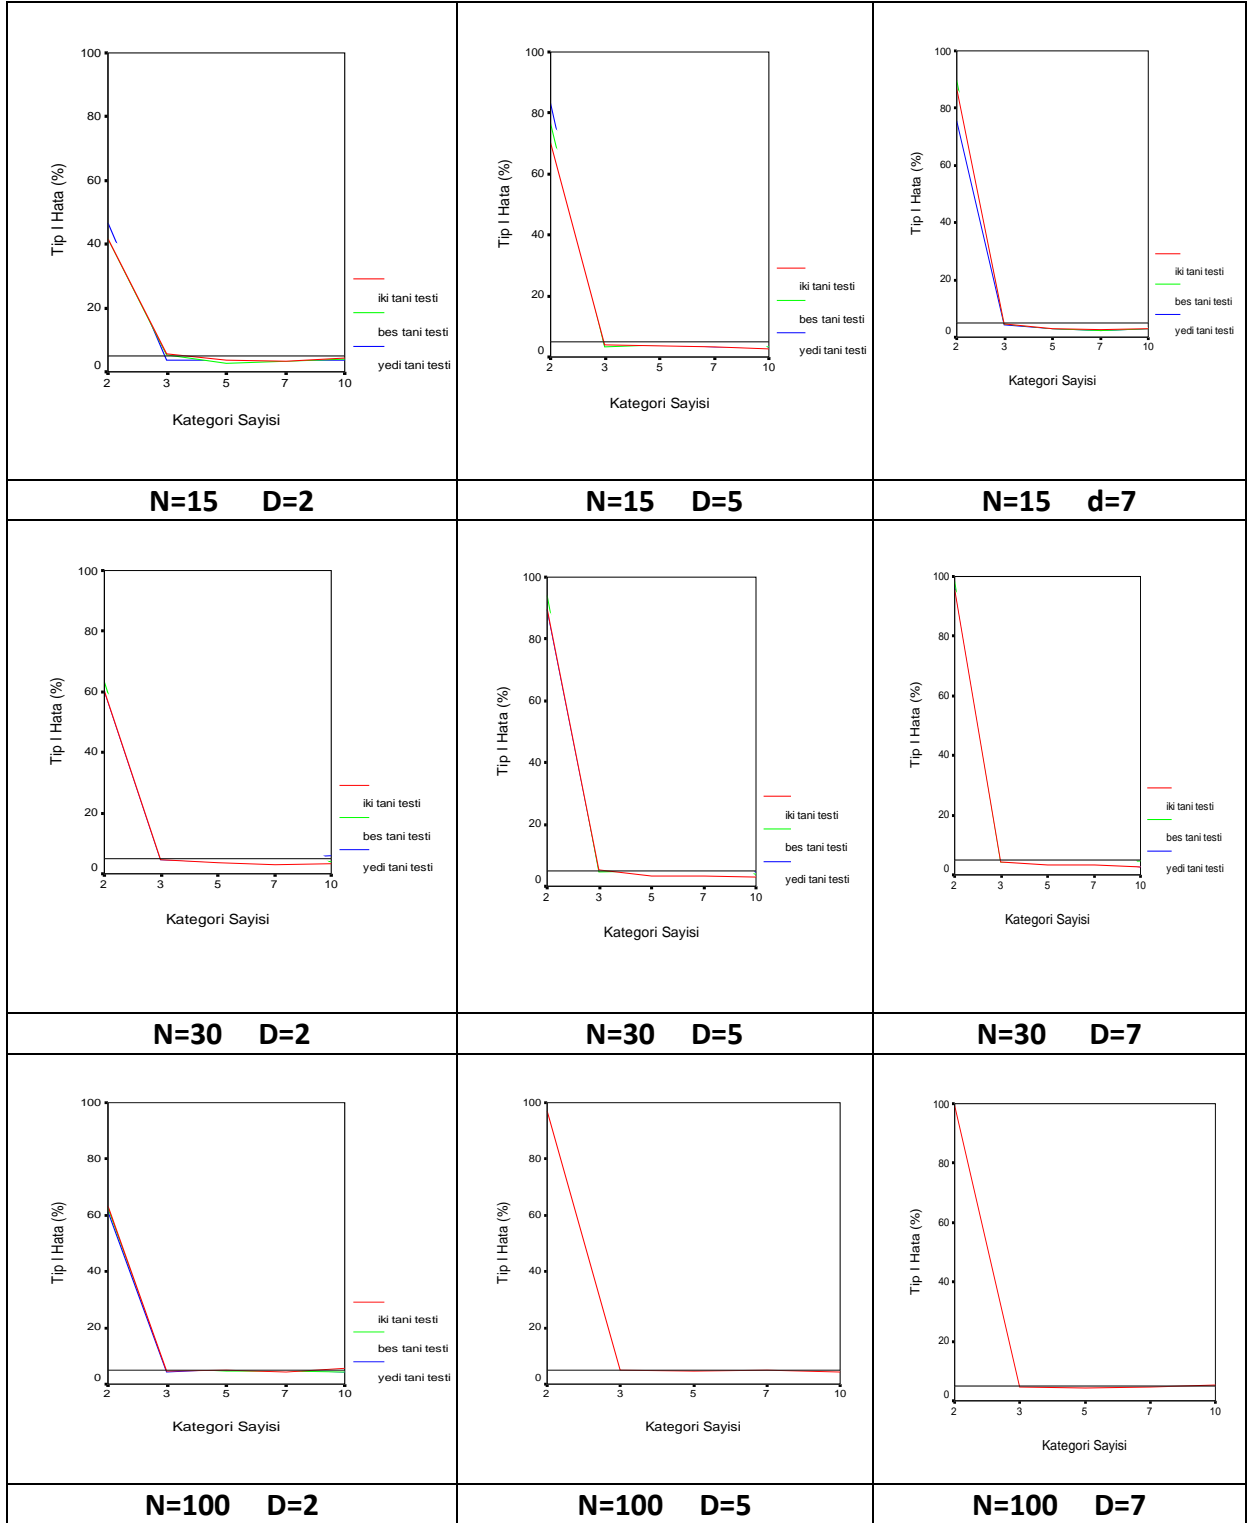 100
80
60
40
20
0
Tip I Hata (%)
2 3 5 7 10
Kategori Sayisi
iki tani testi
bes tani testi
yedi tani testi
100
80
60
40
20
0
Tip I Hata (%)
2 3 5 7 10
Kategori Sayisi
iki tani testi
bes tani testi
yedi tani testi
100
80
60
40
20
0
Tip I Hata (%)
2 3 5 7 10
Kategori Sayisi
iki tani testi
bes tani testi
yedi tani testi
N=15 D=2
N=15 D=5
N=15 d=7
100
80
60
40
20
0
Tip I Hata (%)
2 3 5 7 10
Kategori Sayisi
iki tani testi
bes tani testi
yedi tani testi
100
80
60
40
20
0
Tip I Hata (%)
2 3 5 7 10
Kategori Sayisi
iki tani testi
bes tani testi
yedi tani testi
100
80
60
40
20
0
Tip I Hata (%)
2 3 5 7 10
Kategori Sayisi
iki tani testi
bes tani testi
yedi tani testi
N=30 D=2
N=30 D=5
N=30 D=7
100
80
60
40
20
0
Tip I Hata (%)
2 3 5 7 10
Kategori Sayisi
iki tani testi
bes tani testi
yedi tani testi
100
80
60
40
20
0
Tip I Hata (%)
2 3 5 7 10
Kategori Sayisi
100
80
60
40
20
0
Tip I Hata (%)
2 3 5 7 10
Kategori Sayisi
N=100 D=2
N=100 D=5
N=100 D=7